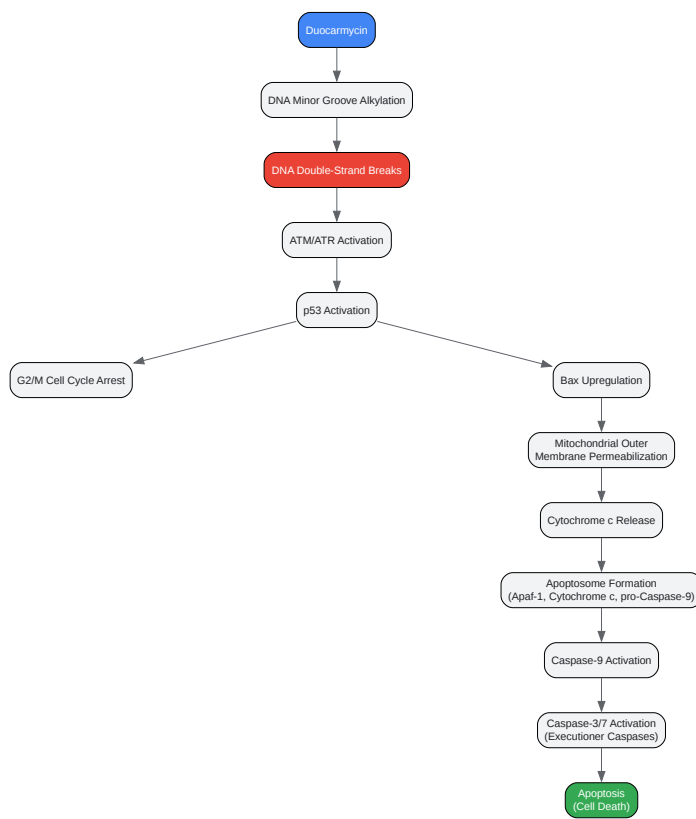 Duocarmycin
DNA Minor Groove Alkylation
DNA Double-Strand Breaks
ATM/ATR Activation
p53 Activation
G2/M Cell Cycle Arrest
Bax Upregulation
Mitochondrial Outer
Membrane Permeabilization
Cytochrome c Release
Apoptosome Formation
(Apaf-1, Cytochrome c, pro-Caspase-9)
Caspase-9 Activation
Caspase-3/7 Activation
(Executioner Caspases)
Apoptosis
(Cell Death)